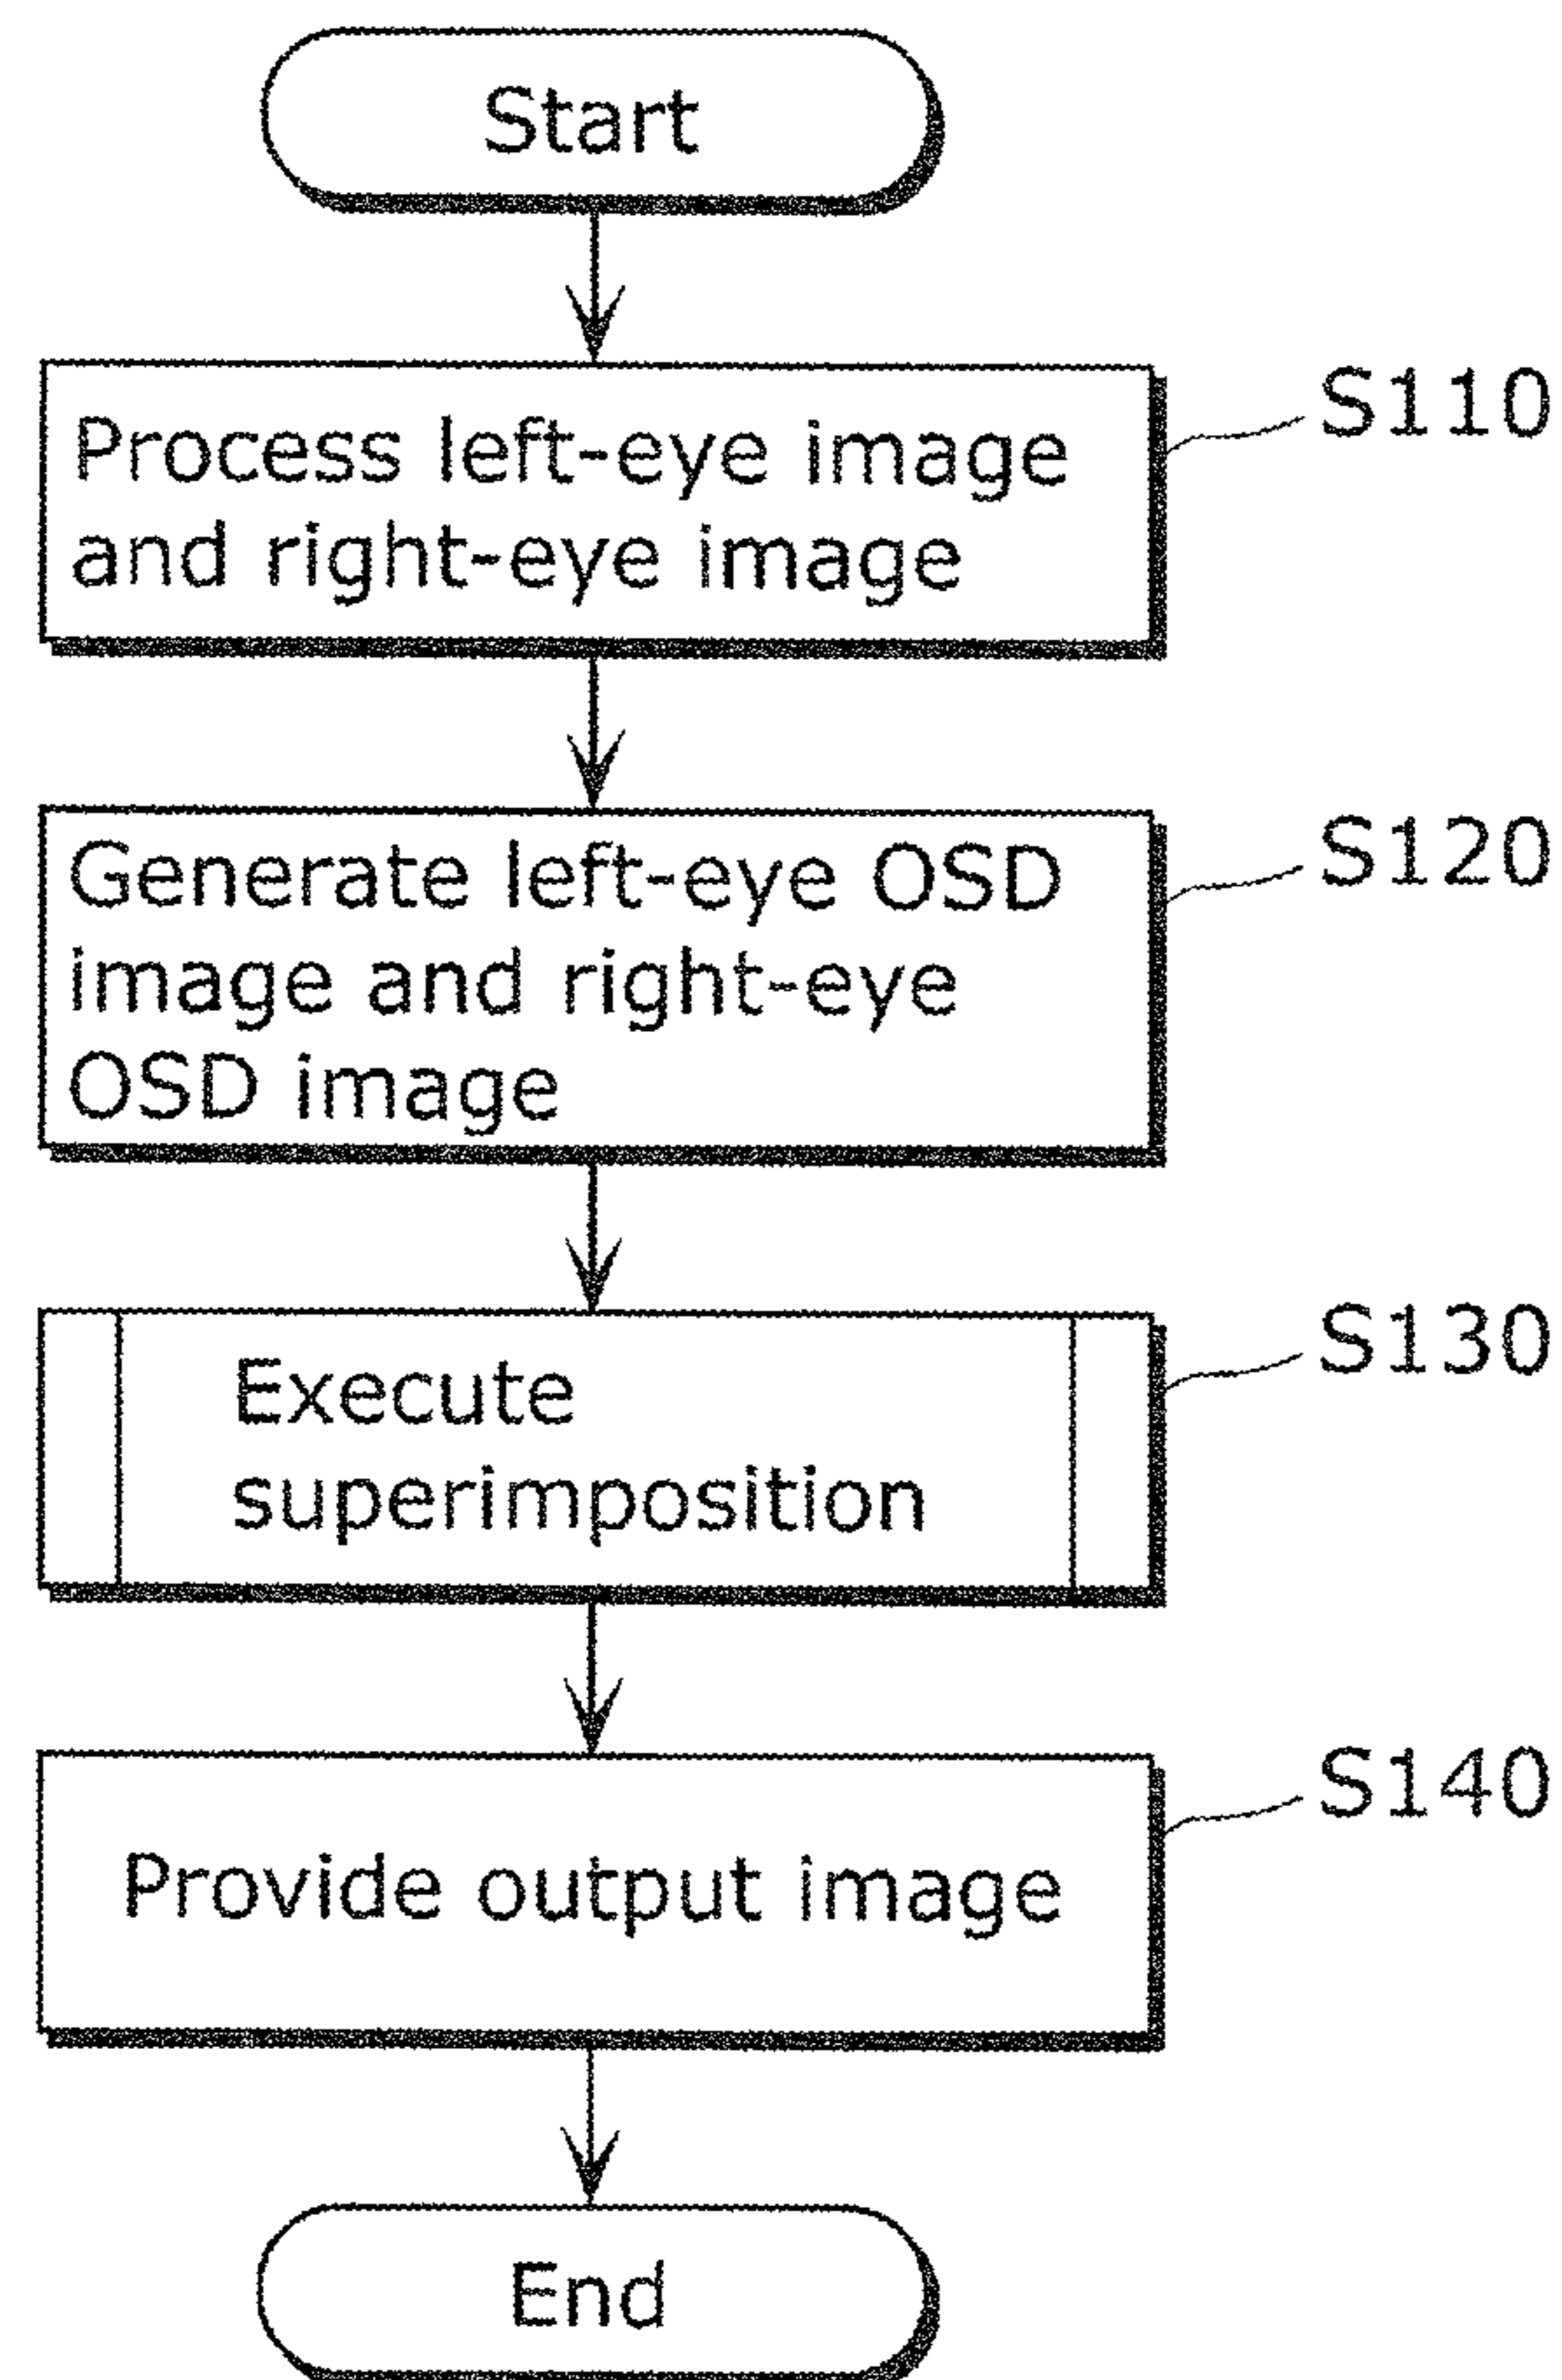 Start
Process left-eye image
and right-eye image
S110
Generate left-eye OSD
image and right-eye
OSD image
S120
Execute
superimposition
S130
Provide output image
S140
End